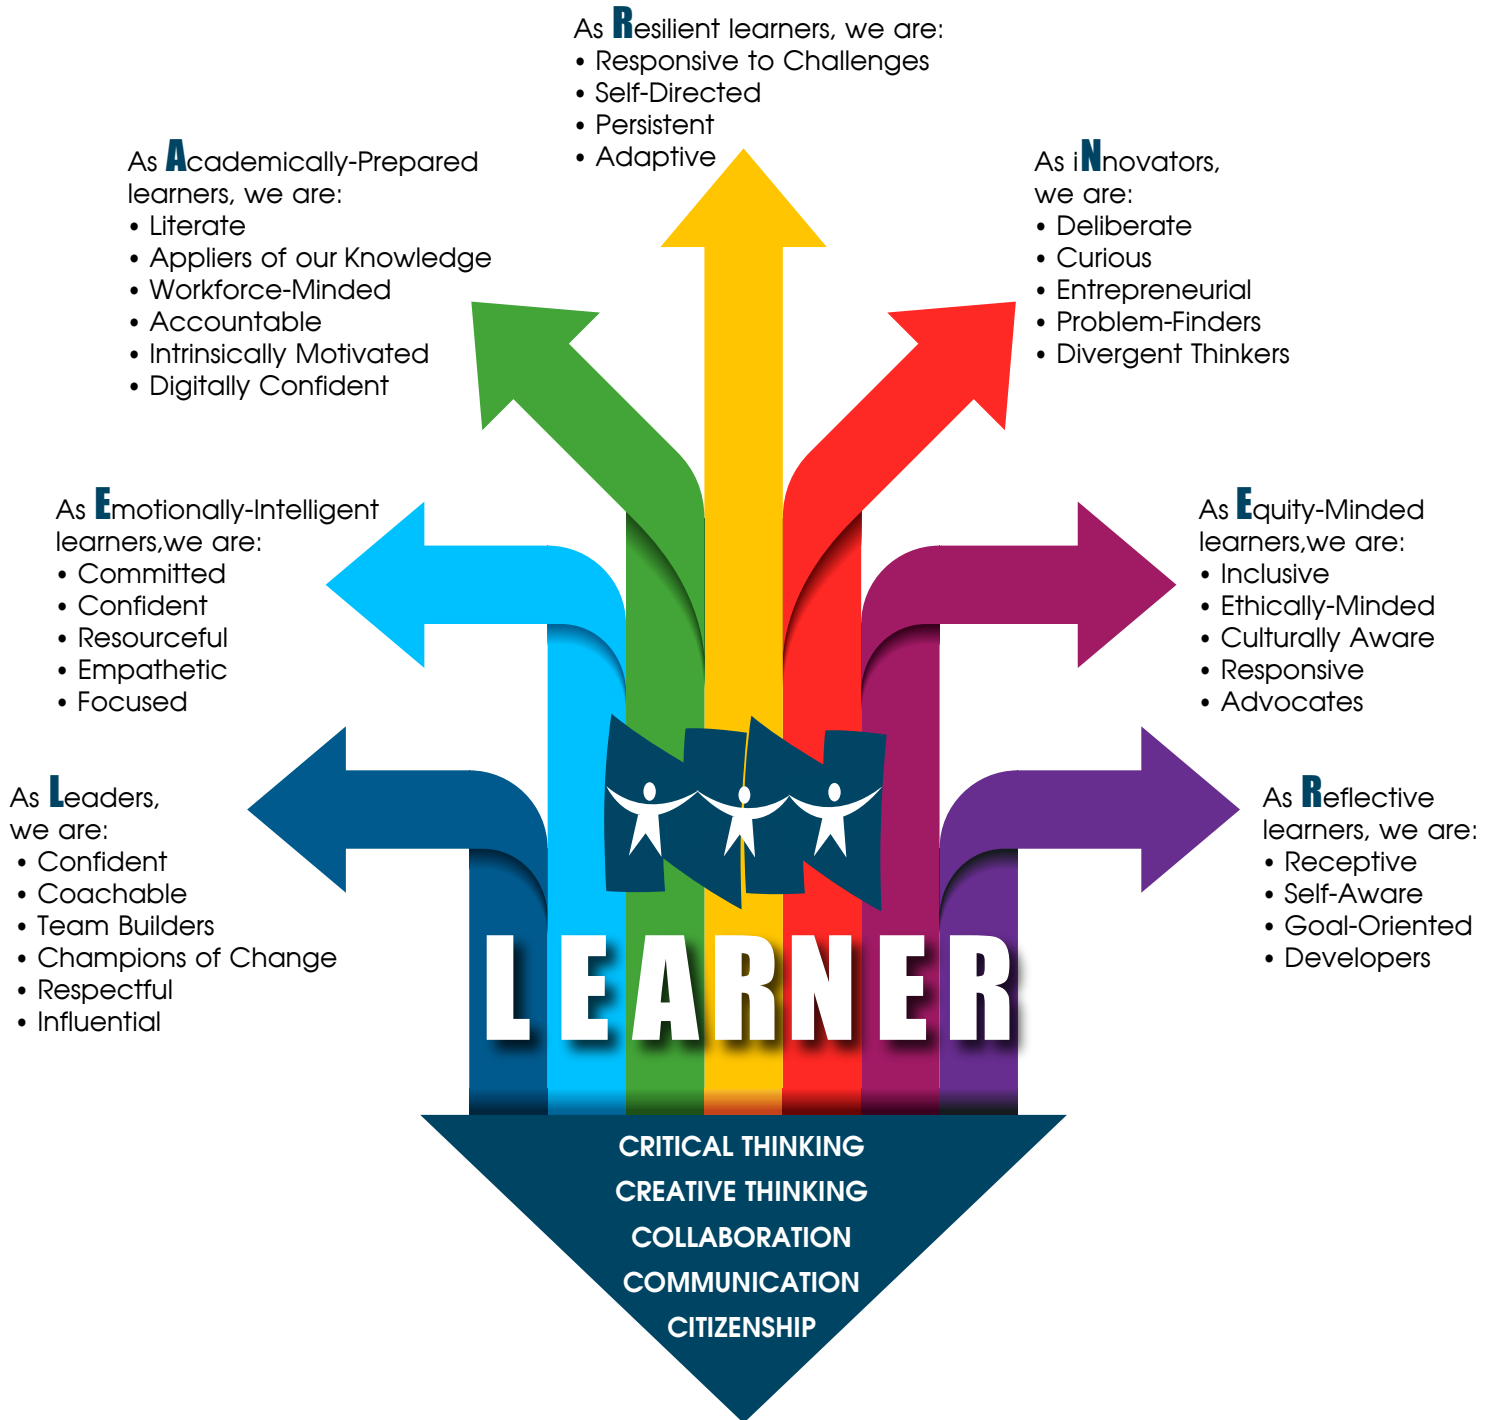 As Resilient learners, we are:
• Responsive to Challenges
• Self-Directed
• Persistent
• Adaptive
As Academically-Prepared
learners, we are:
• Literate
• Appliers of our Knowledge
• Workforce-Minded
• Accountable
• Intrinsically Motivated
• Digitally Confident
As iNnovators,
we are:
• Deliberate
• Curious
• Entrepreneurial
• Problem-Finders
• Divergent Thinkers
As Emotionally-Intelligent
learners,we are:
• Committed
• Confident
• Resourceful
• Empathetic
• Focused
As Equity-Minded
learners,we are:
• Inclusive
• Ethically-Minded
• Culturally Aware
• Responsive
• Advocates
As Leaders,
we are:
• Confident
• Coachable
• Team Builders
• Champions of Change
• Respectful
• Influential
As Reflective
learners, we are:
• Receptive
• Self-Aware
• Goal-Oriented
• Developers
LEARNER
CRITICAL THINKING
CREATIVE THINKING
COLLABORATION
COMMUNICATION
CITIZENSHIP